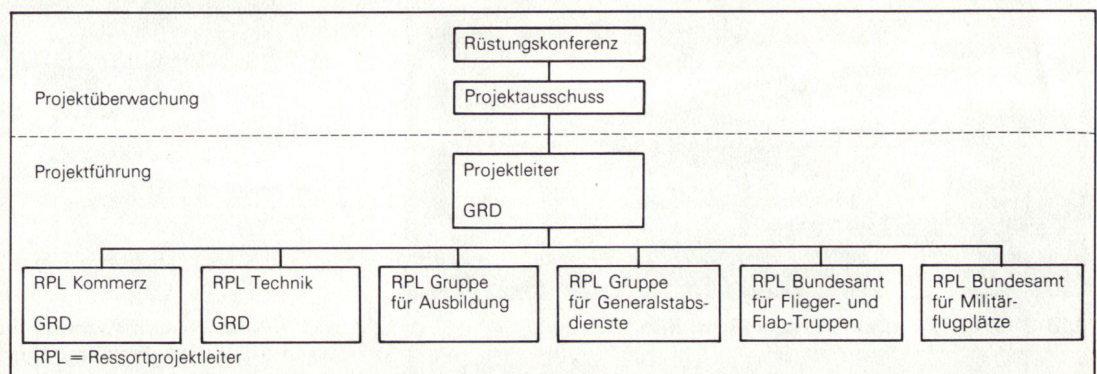 Rüstungskonferenz
Projektüberwachung
Projektausschuss
Projektführung
Projektleiter
GRD
RPL Kommerz
GRD
RPL Technik
GRD
RPL Gruppe
für Ausbildung
RPL Gruppe
für Generalstabs-
dienste
RPL Bundesamt
für Flieger- und
Flab-Truppen
RPL Bundesamt
für Militär-
flugplätze
RPL = Ressortprojektleiter